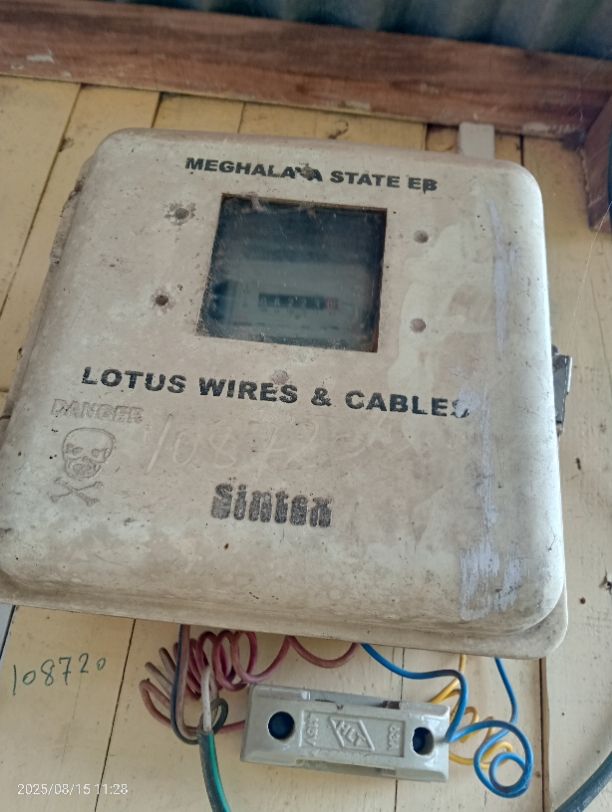 MEGHALAYA STATE EB
LOTUS WIRES & CABLES
DANGER
Sintex
108720
2025/08/15 11:28